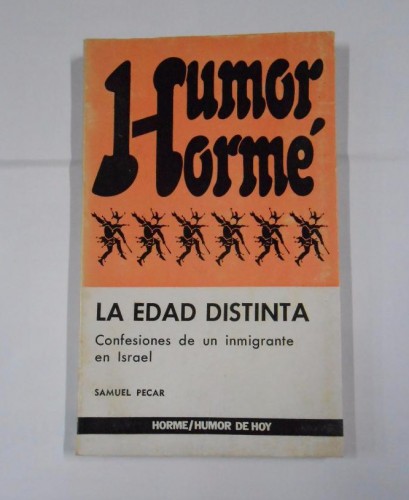 Humor
Hormé
LA EDAD DISTINTA
Confesiones de un inmigrante
en Israel
SAMUEL PECAR
HORME/HUMOR DE HOY